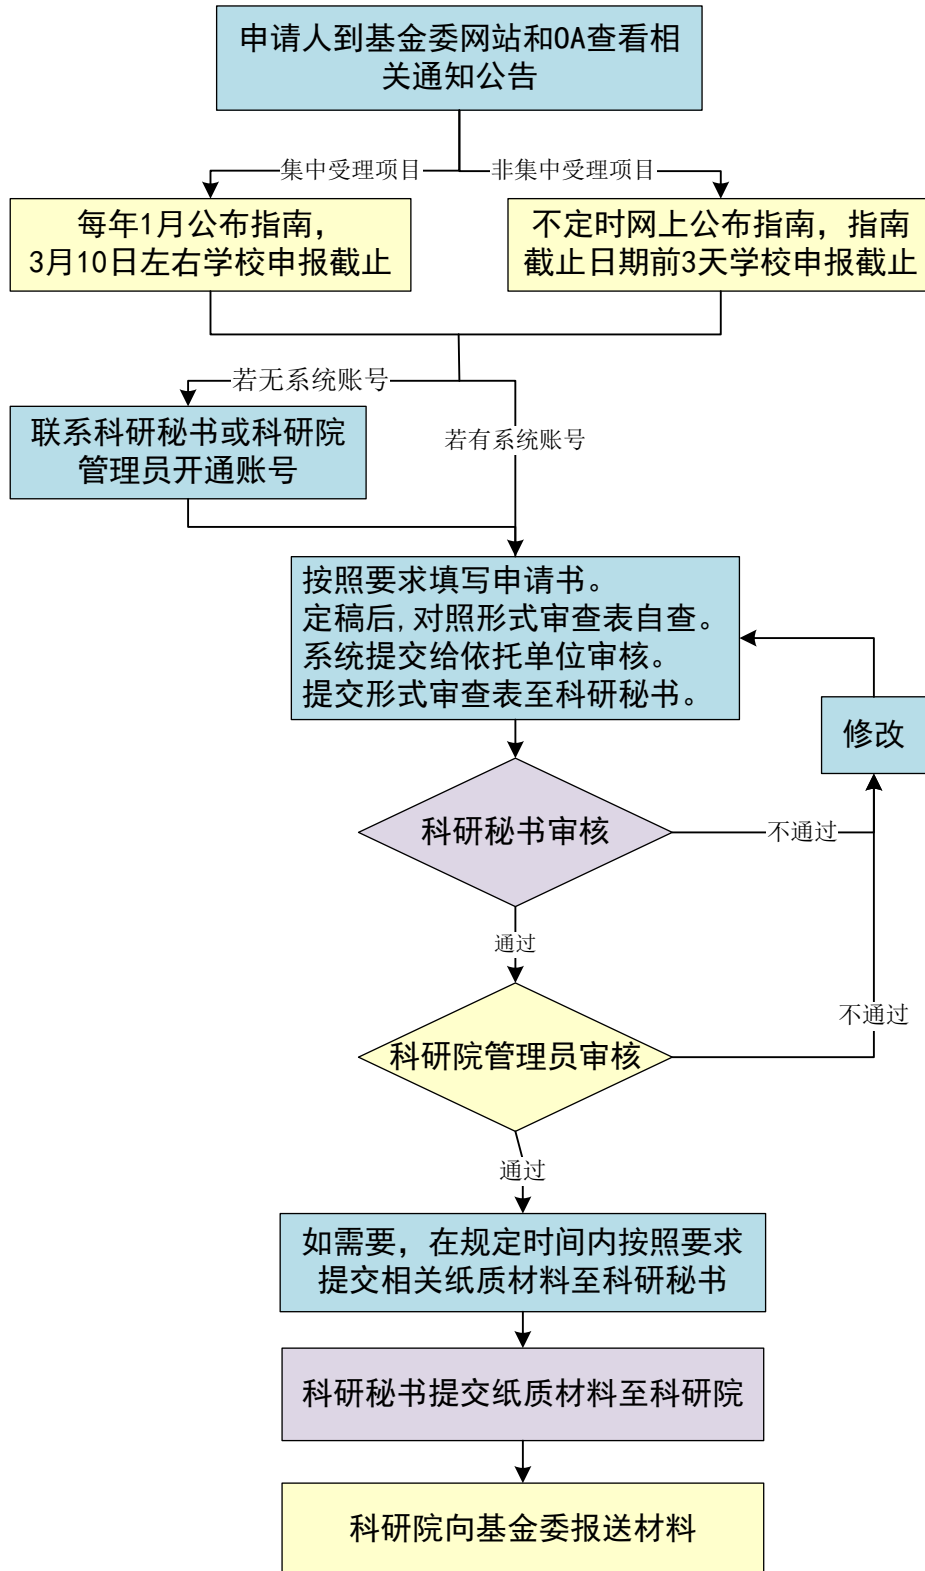 申请人到基金委网站和OA查看相
关通知公告
集中受理项目
非集中受理项目
每年1月公布指南，
3月10日左右学校申报截止
不定时网上公布指南，指南
截止日期前3天学校申报截止
若无系统账号
联系科研秘书或科研院
管理员开通账号
若有系统账号
按照要求填写申请书。
定稿后,对照形式审查表自查。
系统提交给依托单位审核。
提交形式审查表至科研秘书。
修改
科研秘书审核
不通过
通过
不通过
科研院管理员审核
通过
如需要，在规定时间内按照要求
提交相关纸质材料至科研秘书
科研秘书提交纸质材料至科研院
科研院向基金委报送材料